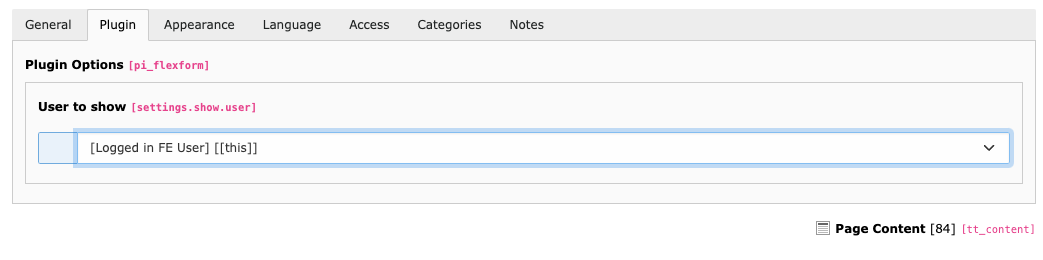 General Plugin Appearance Language Access Categories Notes
Plugin Options [pi_flexform]
User to show [settings.show.user]
[Logged in FE User] [[this]]
Page Content [84] [tt_content]